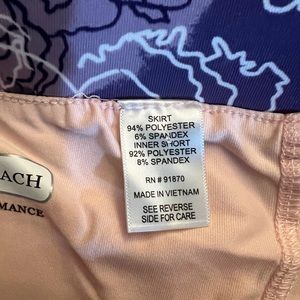 SKIRT
94% POLYESTER
6% SPANDEX
INNER SHORT
92% POLYESTER
8% SPANDEX
RN # 91870
MADE IN VIETNAM
SEE REVERSE
SIDE FOR CARE
ACH
MANCE